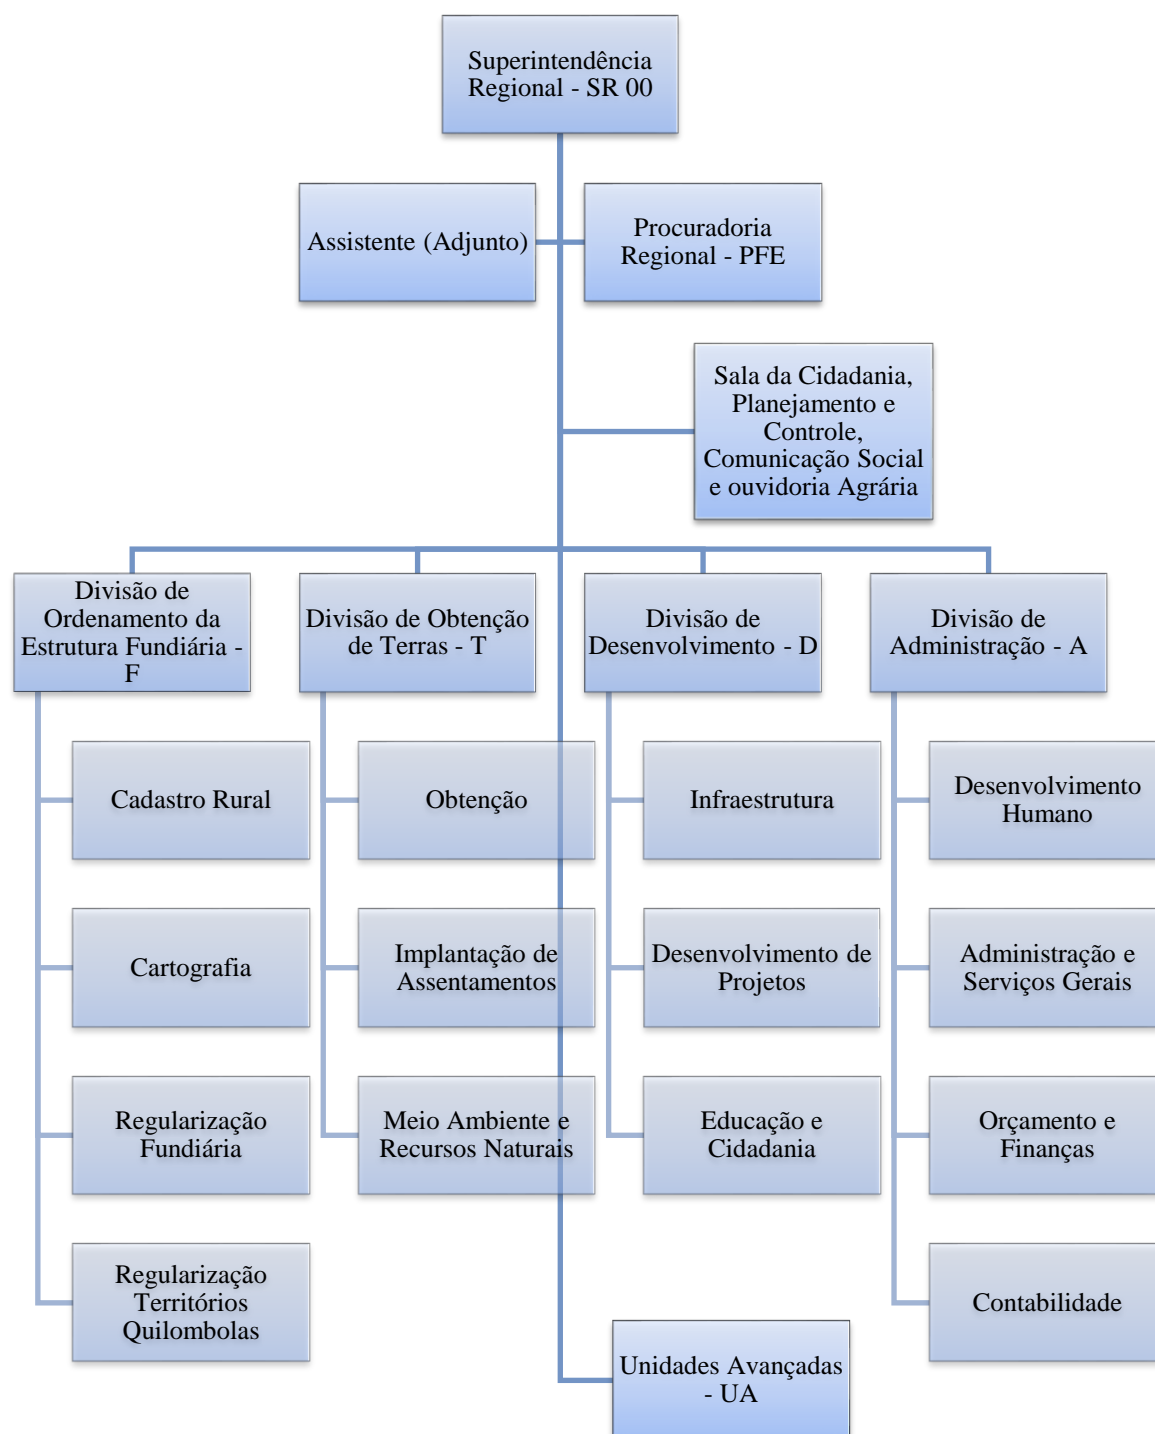 Superintendência
Regional - SR 00
Assistente (Adjunto)
Procuradoria
Regional - PFE
Sala da Cidadania,
Planejamento e
Controle,
Comunicação Social
e ouvidoria Agrária
Divisão de
Ordenamento da
Estrutura Fundiária -
F
Divisão de Obtenção
de Terras - T
Divisão de
Desenvolvimento - D
Divisão de
Administração - A
Cadastro Rural
Obtenção
Infraestrutura
Desenvolvimento
Humano
Cartografia
Implantação de
Assentamentos
Desenvolvimento de
Projetos
Administração e
Serviços Gerais
Regularização
Fundiária
Meio Ambiente e
Recursos Naturais
Educação e
Cidadania
Orçamento e
Finanças
Regularização
Territórios
Quilombolas
Contabilidade
Unidades Avançadas
- UA